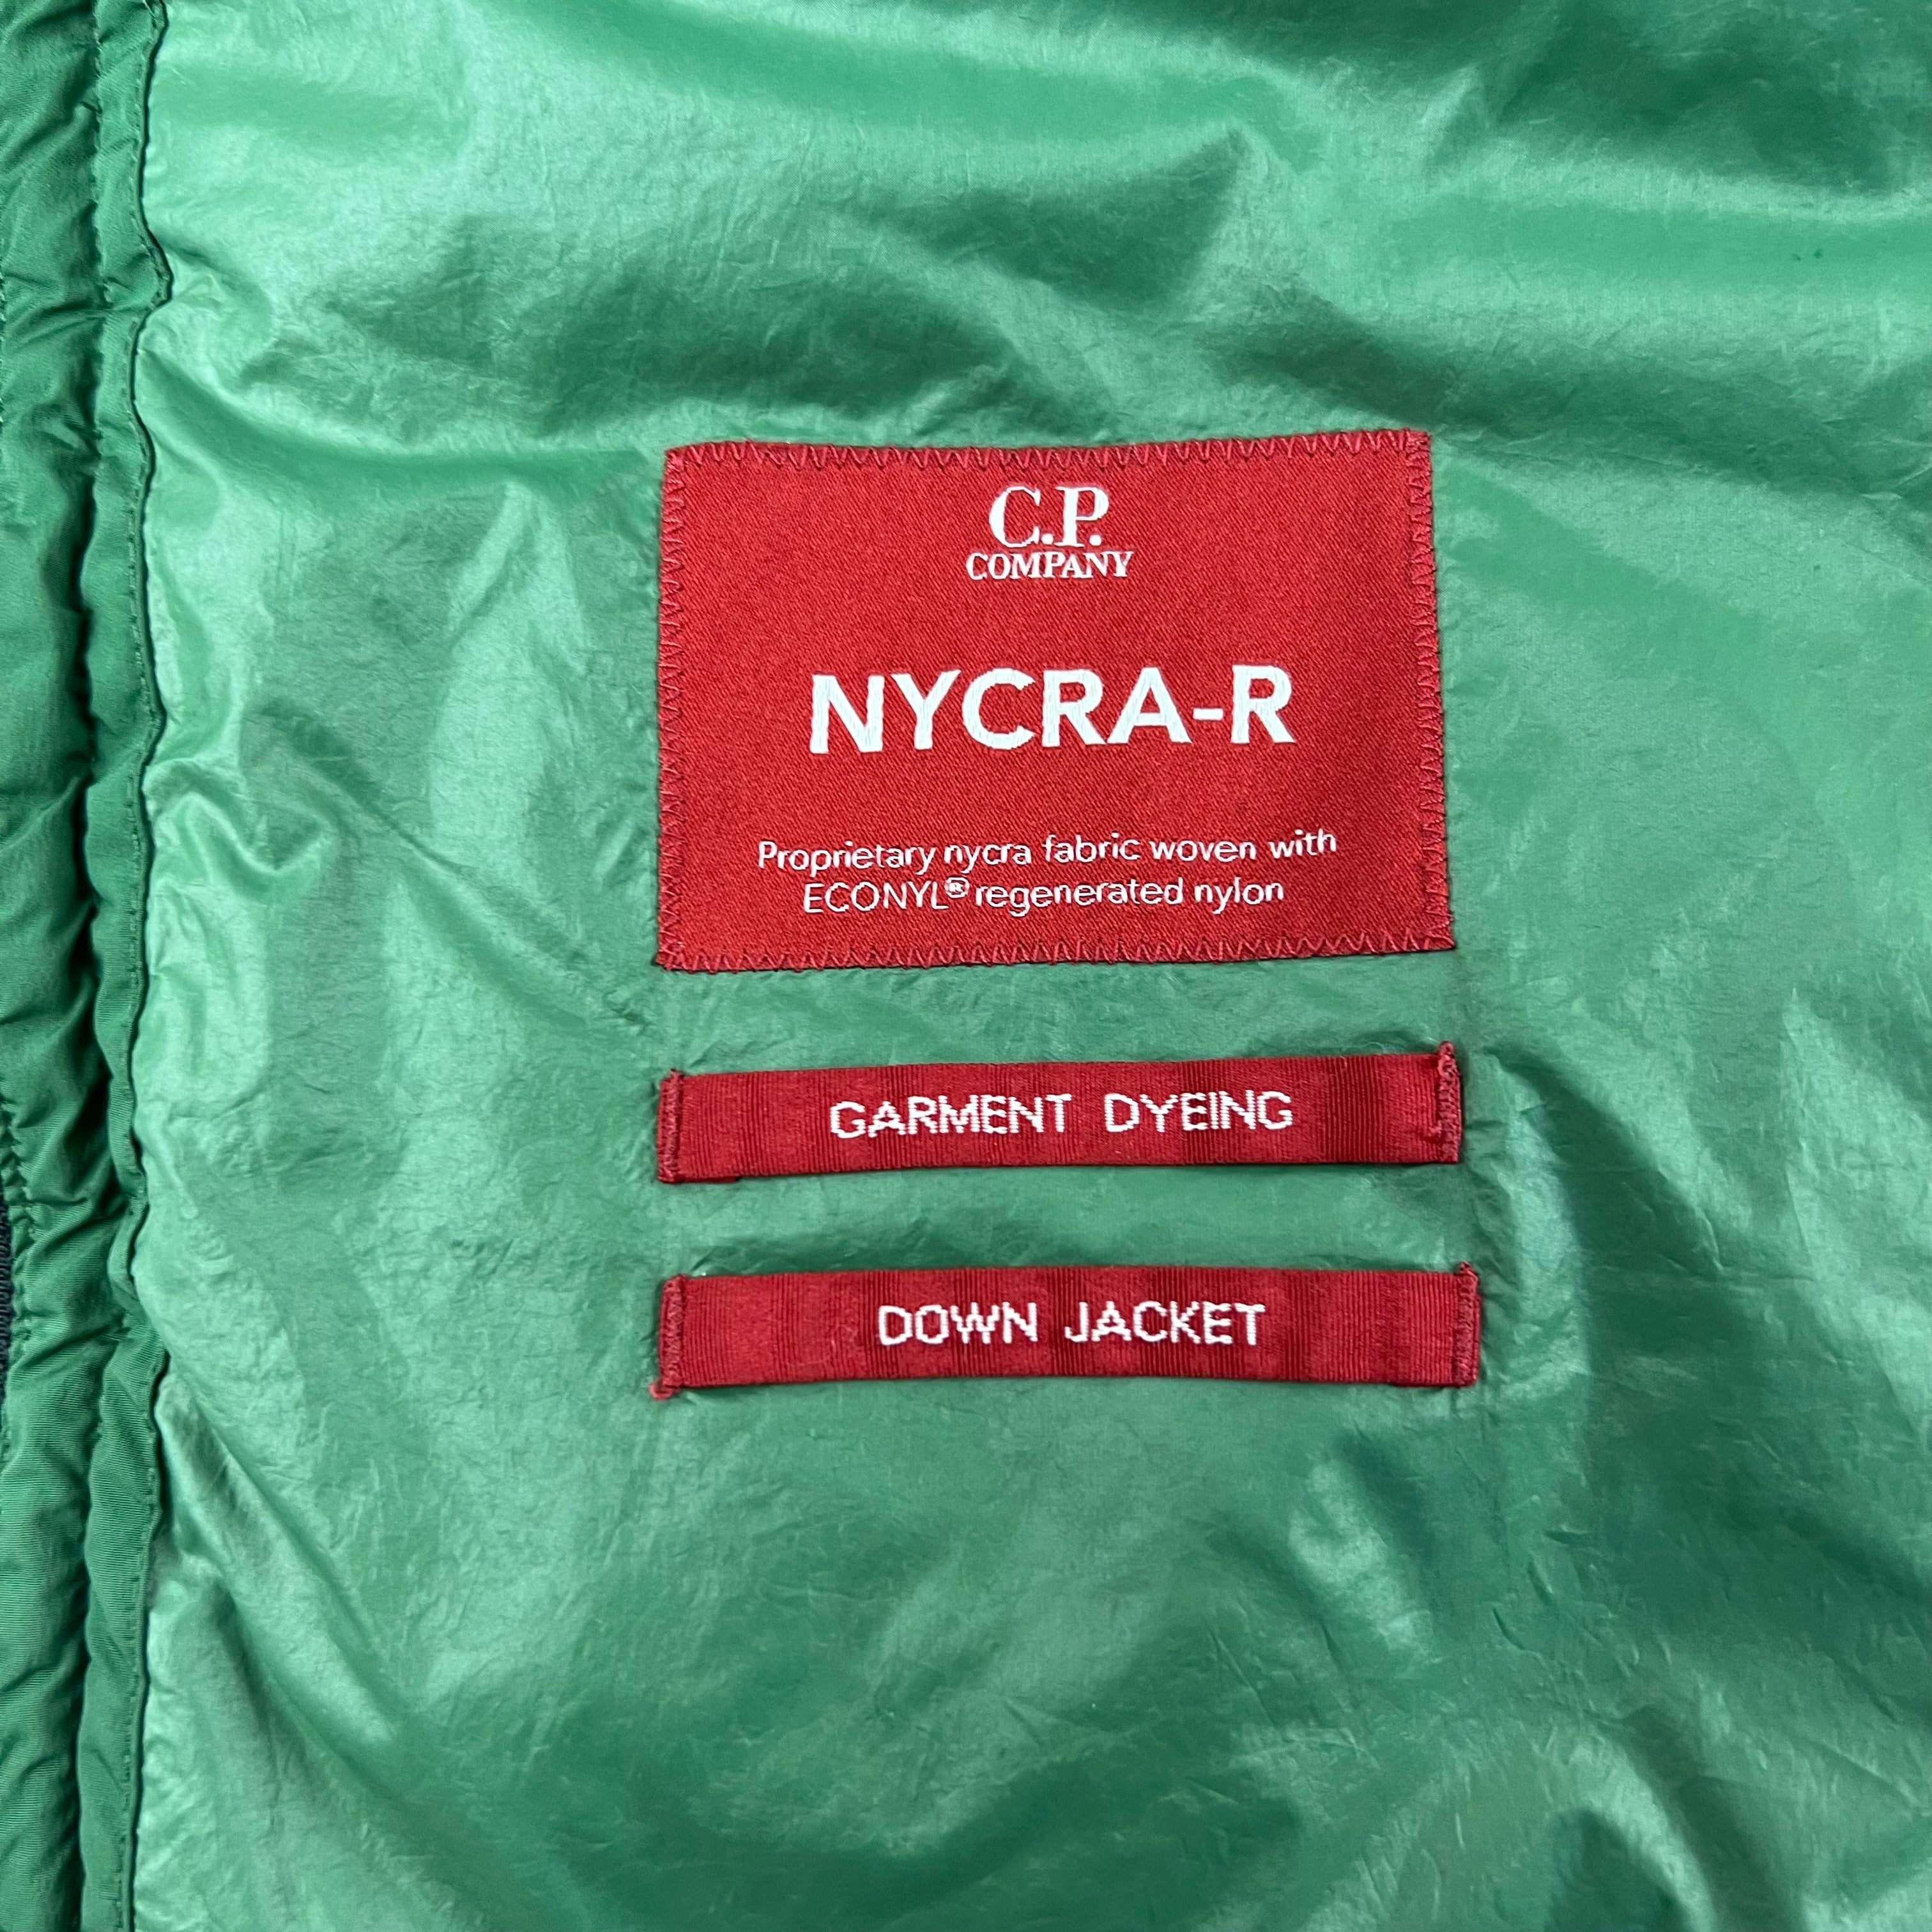 C.P.
COMPANY
NYCRA-R
Proprietary nycra fabric woven with
ECONYL® regenerated nylon
GARMENT DYEING
DOWN JACKET